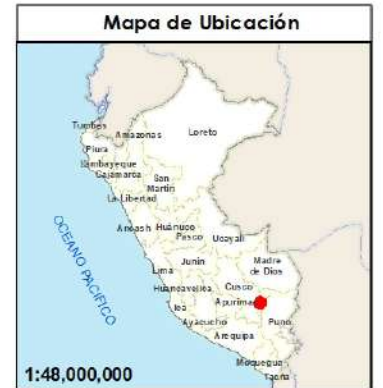 Mapa de Ubicación
Tumbes
Amazonas
Loreto
Piura
Lambayeque
Cajamarca
San
Martin
La Libertad
Ancash
Huánuco
Pasco
Ucayali
OCEANO PACIFICO
Junin
Madre
de Dios
Lima
Cusco
Huancavelica
Ica
Apurimac
Ayacucho
Puno
Arequipa
Moquegua
Tacna
1:48,000,000